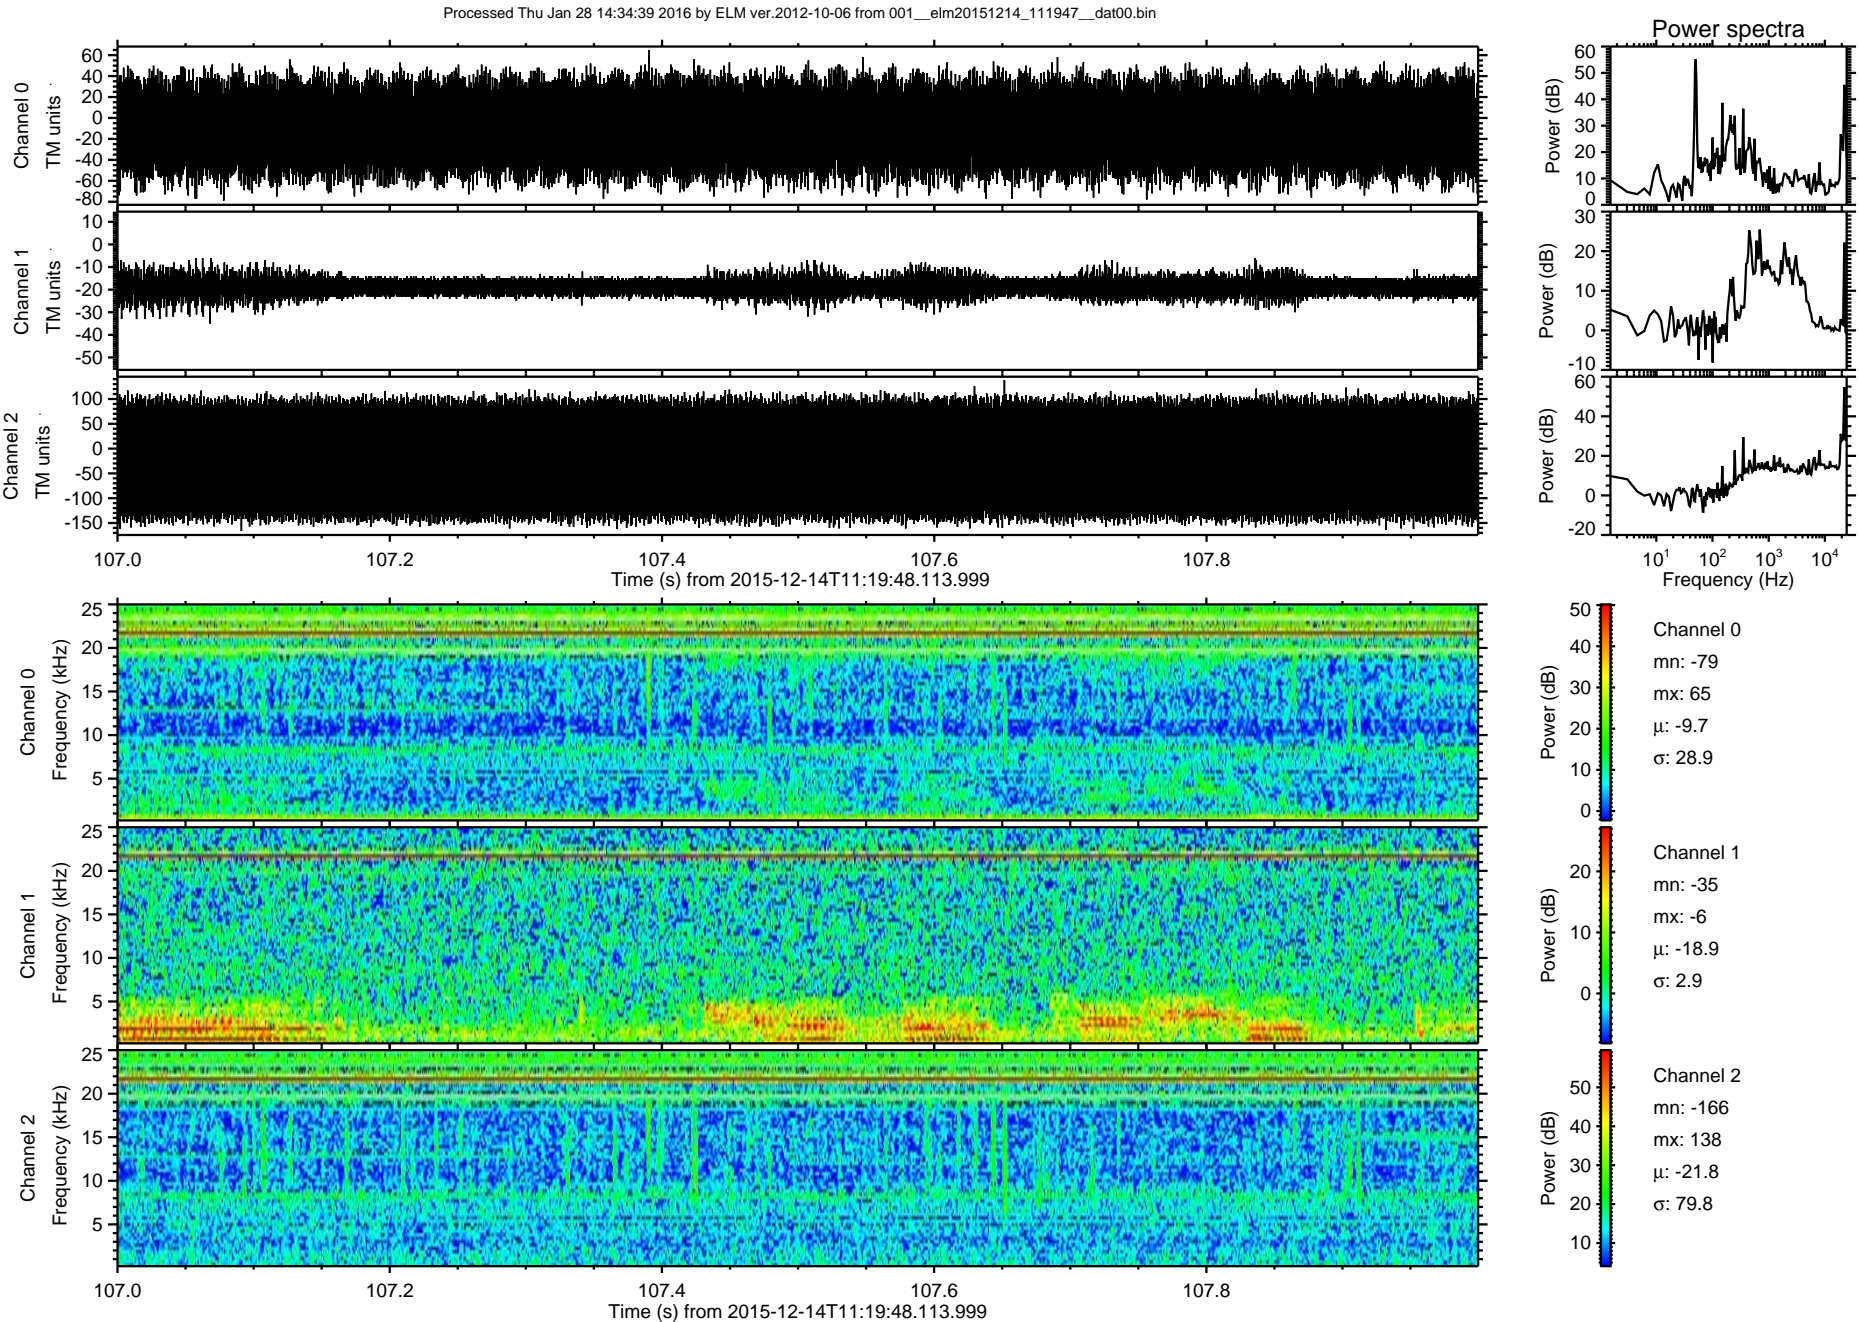 Processed Thu Jan 28 14:34:39 2016 by ELM ver.2012-10-06 from 001__elm20151214_111947__dat00.bin
Power spectra
Channel 0
TM units
60
40
20
0
-20
-40
-60
-80
Power (dB)
60
50
40
30
20
10
0
Channel 1
TM units
10
0
-10
-20
-30
-40
-50
Power (dB)
30
20
10
0
-10
Channel 2
TM units
100
50
0
-50
-100
-150
Power (dB)
60
40
20
0
-20
107.0 107.2 107.4 107.6 107.8
Time (s) from 2015-12-14T11:19:48.113.999
10¹ 10² 10³ 10⁴
Frequency (Hz)
Channel 0
Frequency (kHz)
25
20
15
10
5
Power (dB)
50
40
30
20
10
0
Channel 0
mn: -79
mx: 65
μ: -9.7
σ: 28.9
Channel 1
Frequency (kHz)
25
20
15
10
5
Power (dB)
20
10
0
Channel 1
mn: -35
mx: -6
μ: -18.9
σ: 2.9
Channel 2
Frequency (kHz)
25
20
15
10
5
Power (dB)
50
40
30
20
10
Channel 2
mn: -166
mx: 138
μ: -21.8
σ: 79.8
107.0 107.2 107.4 107.6 107.8
Time (s) from 2015-12-14T11:19:48.113.999